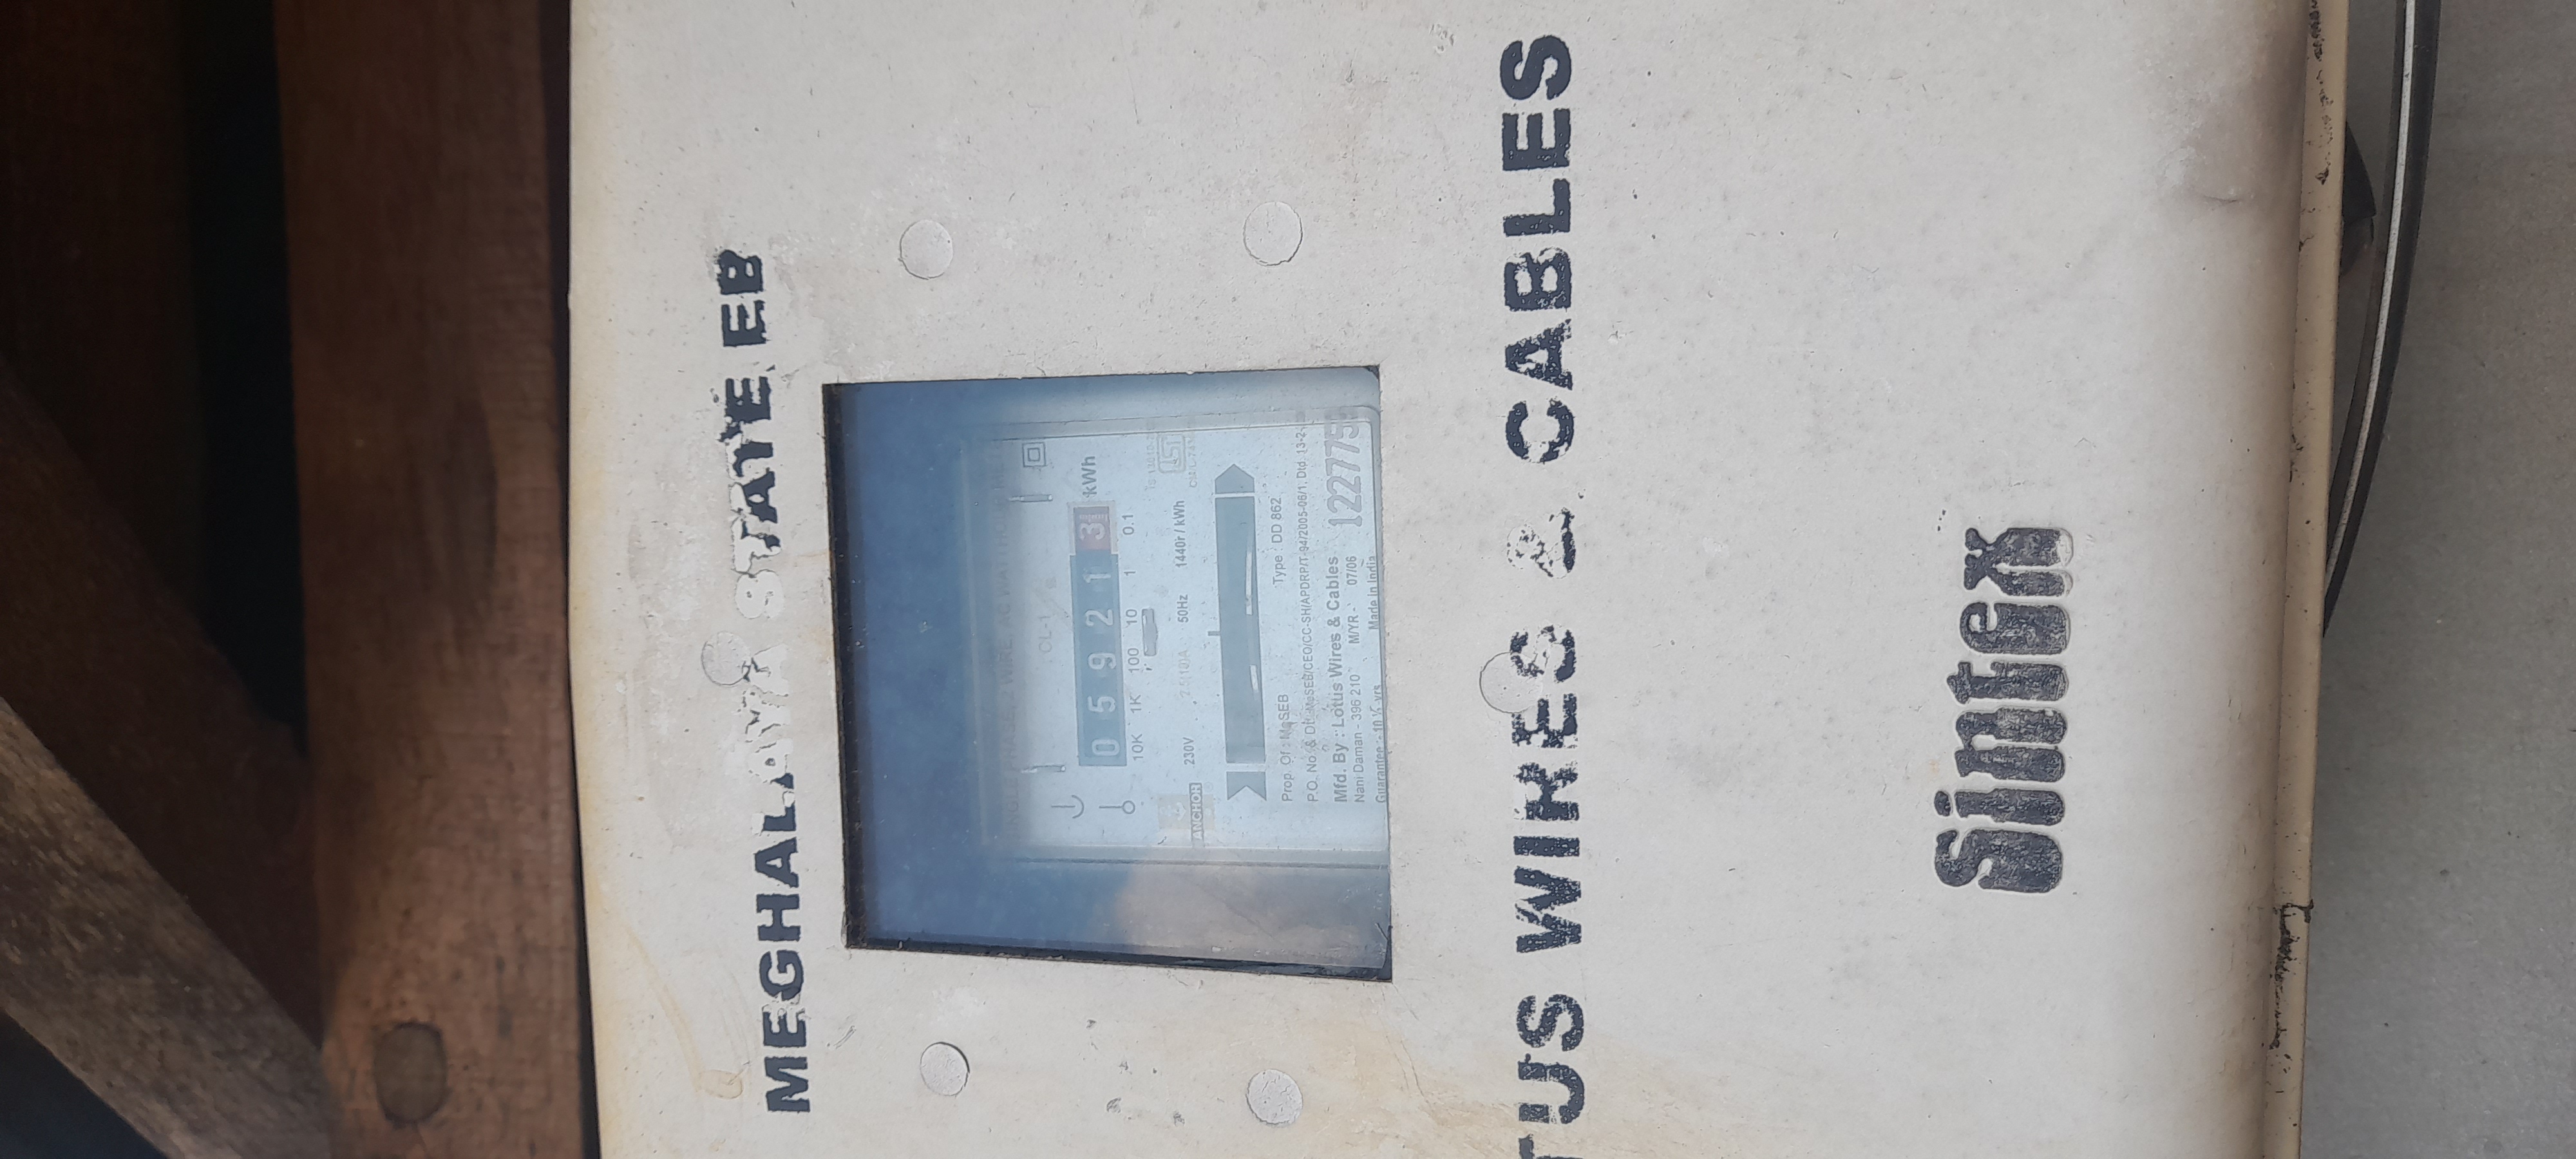 MEGHALAYA STATE EB
CL-1
0 5 9 2 1 3 kWh
10K 1K 100 10 1 0.1
230V 50Hz 1440r / kWh
ANCHOR
Prop. Of : MeSEB Type : DD 862
Mfd. By : Lottus Wires & Cables
Nani Daman - 396 210 M/YR - 07/06
Made in India
WIRES & CABLES
Sintex